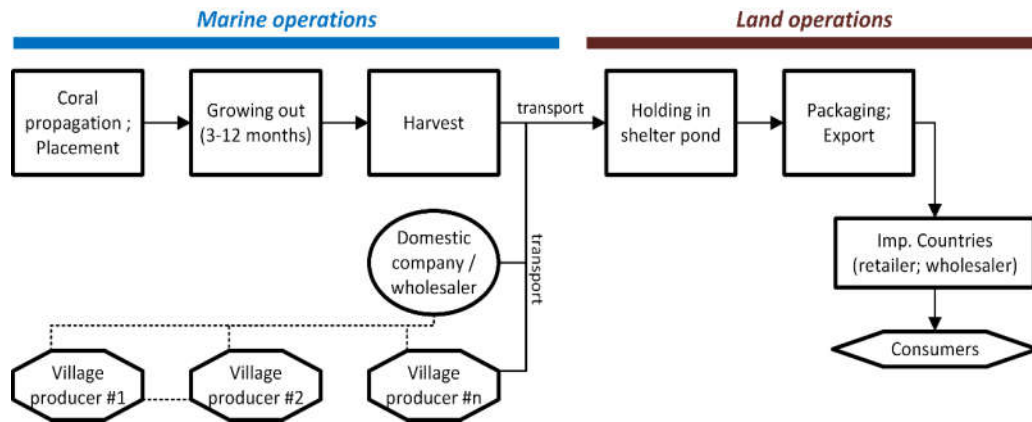 Marine operations
Land operations
Coral
propagation ;
Placement
Growing out
(3-12 months)
Harvest
transport
Holding in
shelter pond
Packaging;
Export
Domestic
company /
wholesaler
transport
Imp. Countries
(retailer; wholesaler)
Village
producer #1
Village
producer #2
Village
producer #n
Consumers